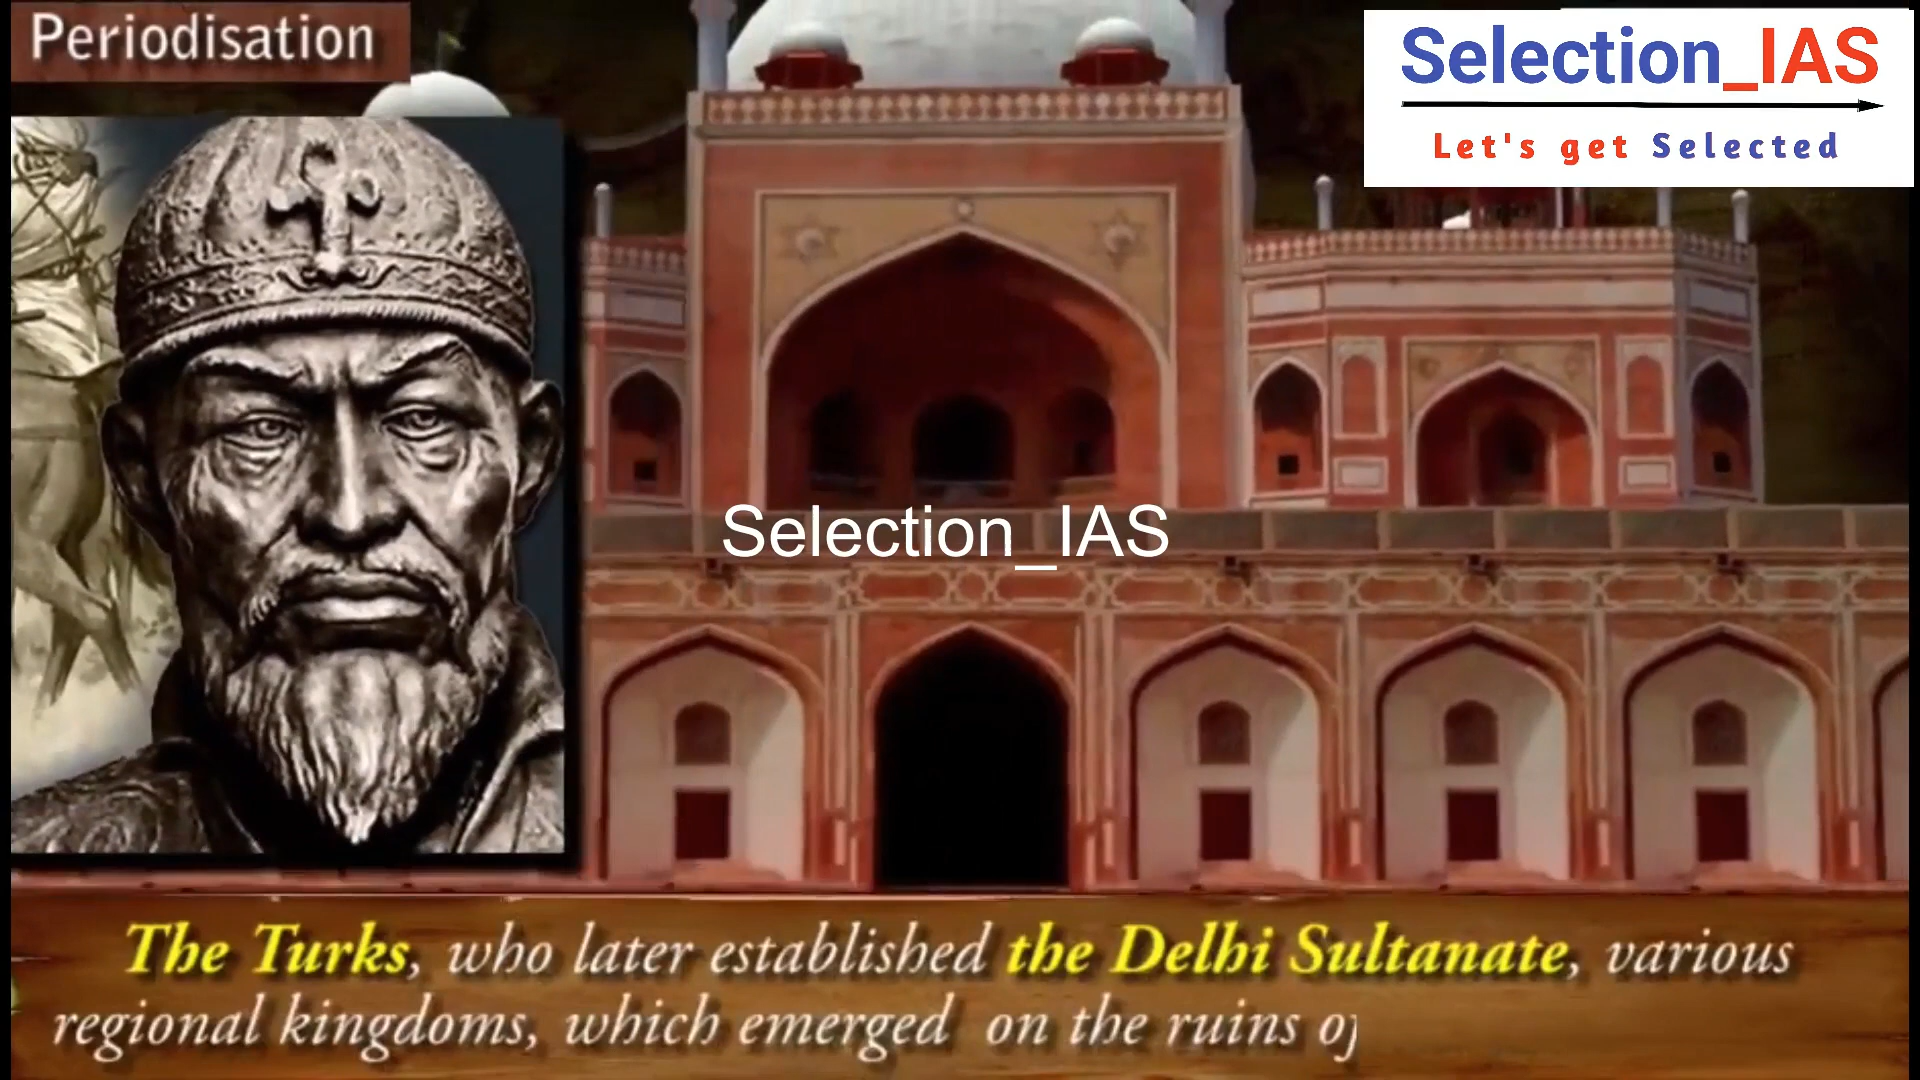 Periodisation
Selection_IAS
Let's get Selected
Selection_IAS
The Turks, who later established the Delhi Sultanate, various
regional kingdoms, which emerged on the ruins of